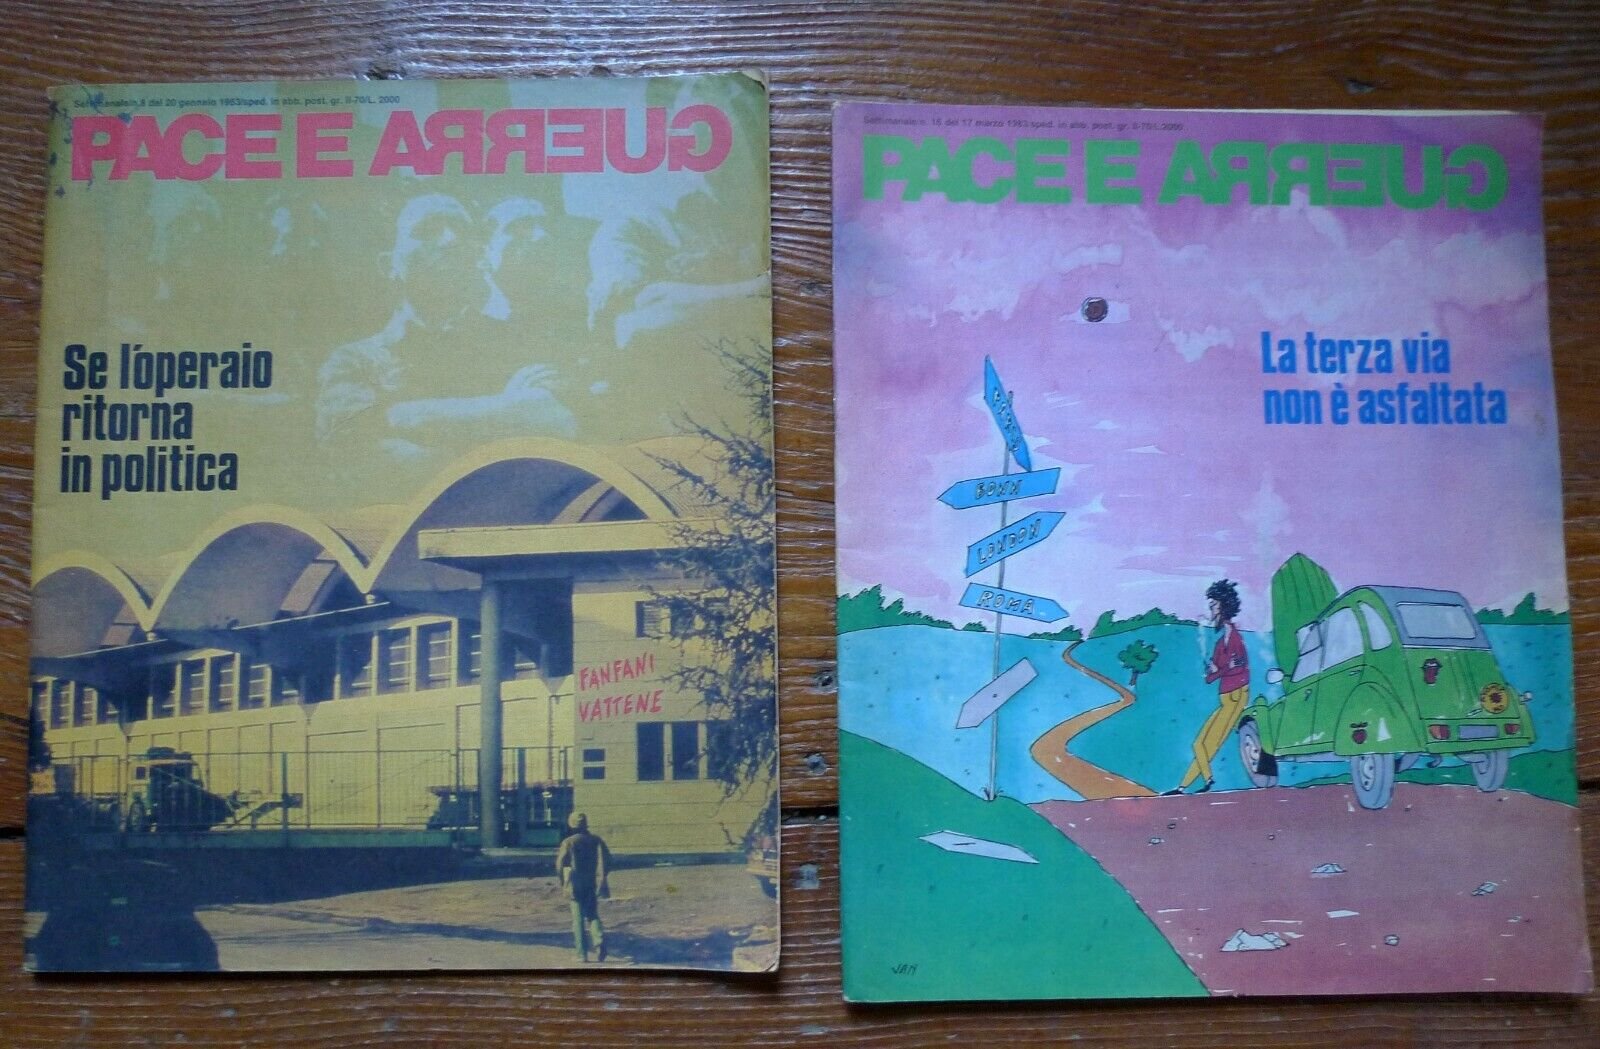 Settimanale/n.8 del 20 gennaio 1983/sped. in abb. post. gr. II-70/L. 2000
PACE E GUERRA
Se l'operaio
ritorna
in politica
FANFANI
VATTENE
Settimanale/n. 16 del 17 marzo 1983/sped. in abb. post. gr. II-70/L.2000
PACE E GUERRA
La terza via
non è asfaltata
BONN
LONDON
ROMA
JAN